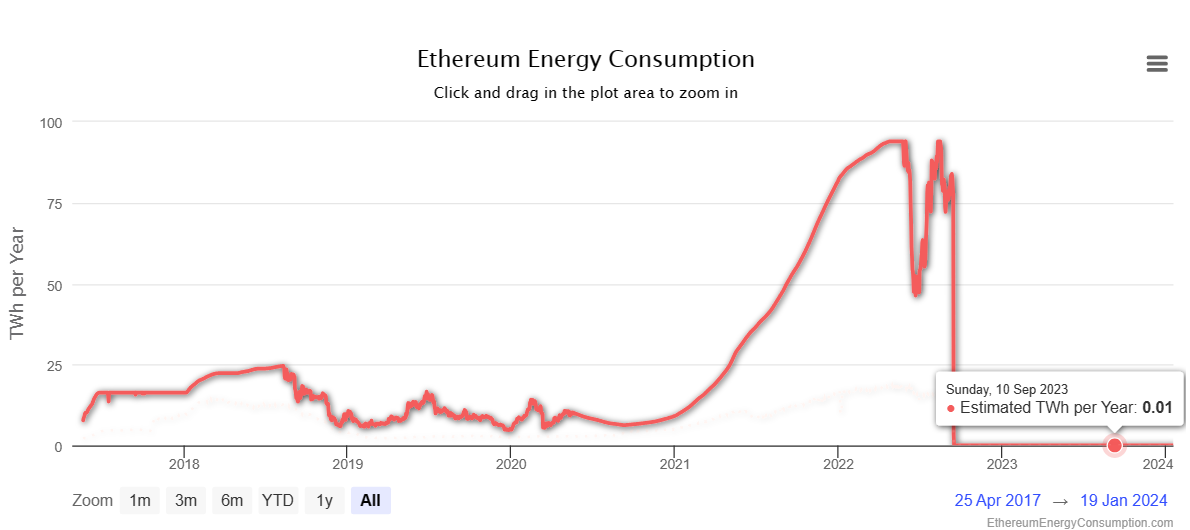 Ethereum Energy Consumption
Click and drag in the plot area to zoom in
TWh per Year
100
75
50
25
0
Sunday, 10 Sep 2023
● Estimated TWh per Year: 0.01
2018 2019 2020 2021 2022 2023 2024
Zoom 1m 3m 6m YTD 1y All 25 Apr 2017 → 19 Jan 2024
EthereumEnergyConsumption.com